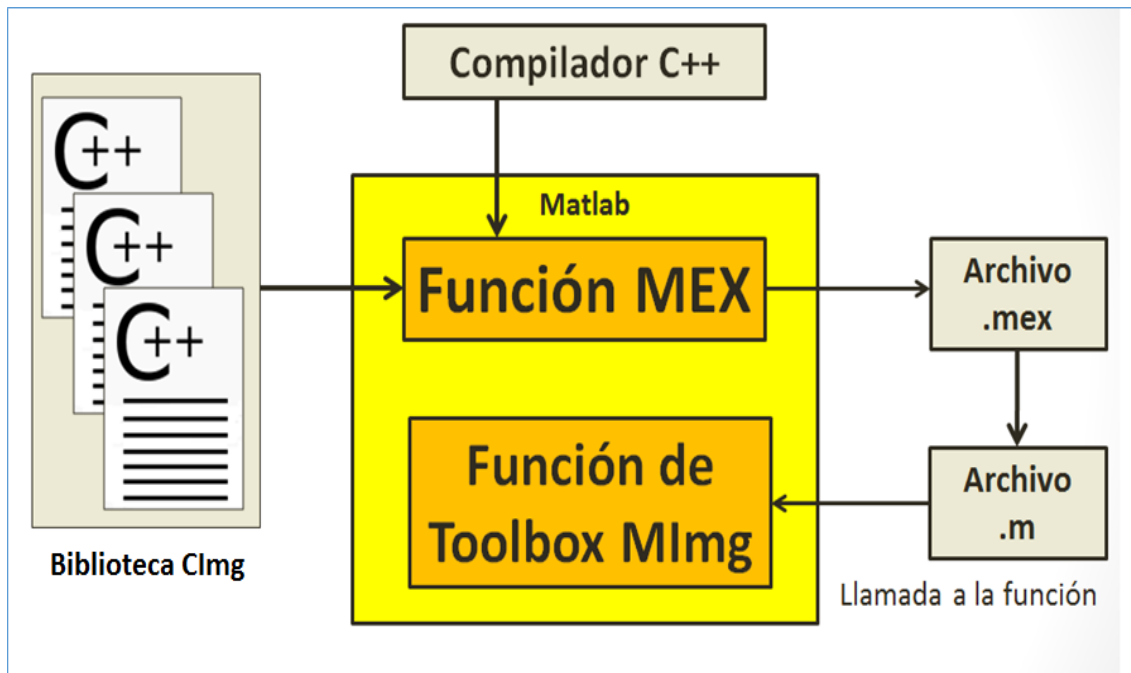 Compilador C++
C++
C++
C++
Matlab
Función MEX
Archivo
.mex
Función de
Toolbox MImg
Archivo
.m
Biblioteca CImg
Llamada a la función